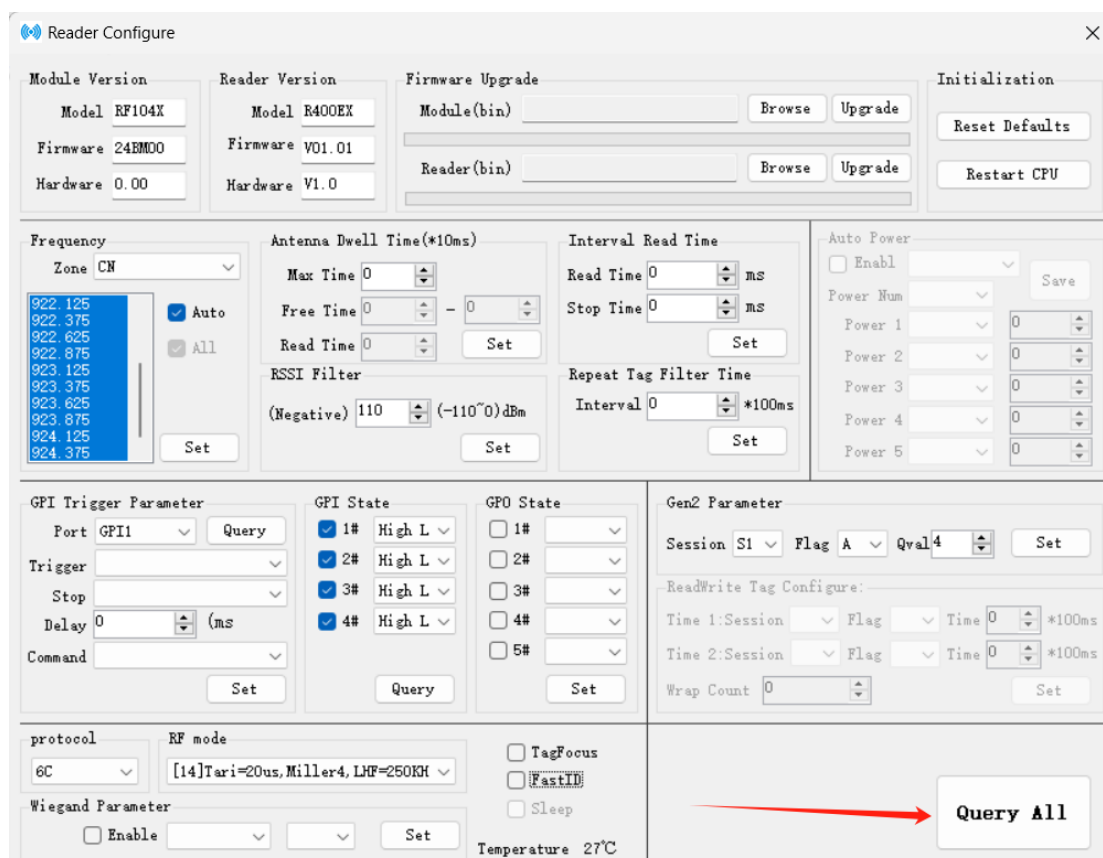 Reader Configure
Module Version
Model RF104X
Firmware 24BM00
Hardware 0.00
Reader Version
Model R400EX
Firmware V01.01
Hardware V1.0
Firmware Upgrade
Module(bin) Browse Upgrade
Reader(bin) Browse Upgrade
Initialization
Reset Defaults
Restart CPU
Frequency
Zone CN
922.125
922.375
922.625
922.875
923.125
923.375
923.625
923.875
924.125
924.375
Auto
All
Set
Antenna Dwell Time(*10ms)
Max Time 0
Free Time 0 - 0
Read Time 0 Set
RSSI Filter
(Negative) 110 (-110~0)dBm
Set
Interval Read Time
Read Time 0 ms
Stop Time 0 ms
Set
Repeat Tag Filter Time
Interval 0 *100ms
Set
Auto Power
Enabl
Save
Power Num
Power 1 0
Power 2 0
Power 3 0
Power 4 0
Power 5 0
GPI Trigger Parameter
Port GPI1 Query
Trigger
Stop
Delay 0 (ms
Command
Set
GPI State
1# High L
2# High L
3# High L
4# High L
Query
GPO State
1#
2#
3#
4#
5#
Set
Gen2 Parameter
Session S1 Flag A Qval 4 Set
ReadWrite Tag Configure:
Time 1:Session Flag Time 0 *100ms
Time 2:Session Flag Time 0 *100ms
Wrap Count 0 Set
protocol
6C
RF mode
[14]Tari=20us,Miller4,LHF=250KH
Wiegand Parameter
Enable Set
TagFocus
FastID
Sleep
Temperature 27℃
Query All